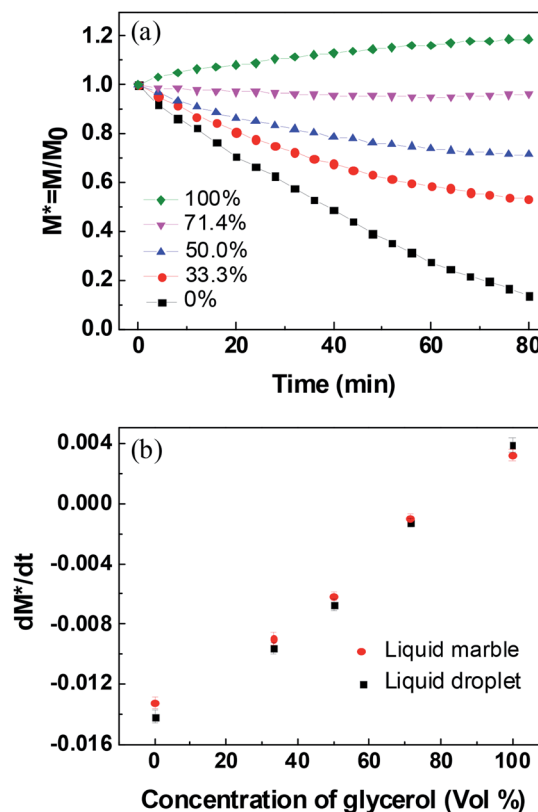 (a)
1.2
1.0
0.8
0.6
0.4
0.2
0.0
M*=M/M0
100%
71.4%
50.0%
33.3%
0%
0 20 40 60 80
Time (min)
(b)
0.004
0.000
-0.004
-0.008
-0.012
-0.016
dM*/dt
Liquid marble
Liquid droplet
0 20 40 60 80 100
Concentration of glycerol (Vol %)